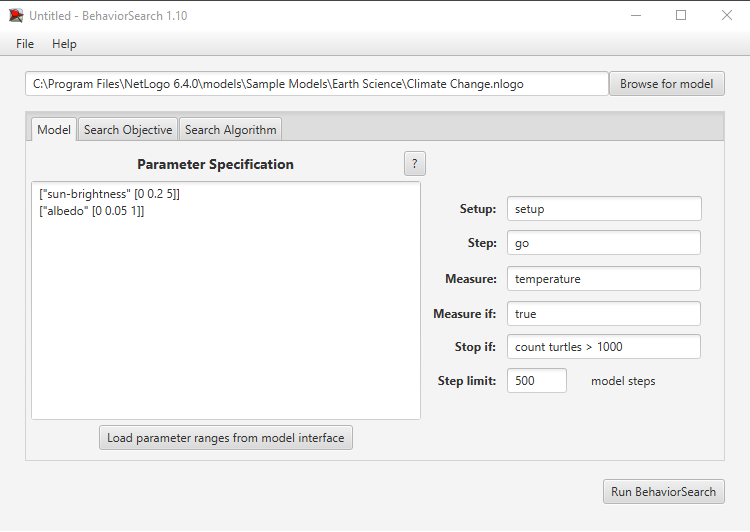 Untitled - BehaviorSearch 1.10
File Help
C:\Program Files\NetLogo 6.4.0\models\Sample Models\Earth Science\Climate Change.nlogo Browse for model
Model Search Objective Search Algorithm
Parameter Specification ?
["sun-brightness" [0 0.2 5]]
["albedo" [0 0.05 1]]
Load parameter ranges from model interface
Setup: setup
Step: go
Measure: temperature
Measure if: true
Stop if: count turtles > 1000
Step limit: 500 model steps
Run BehaviorSearch